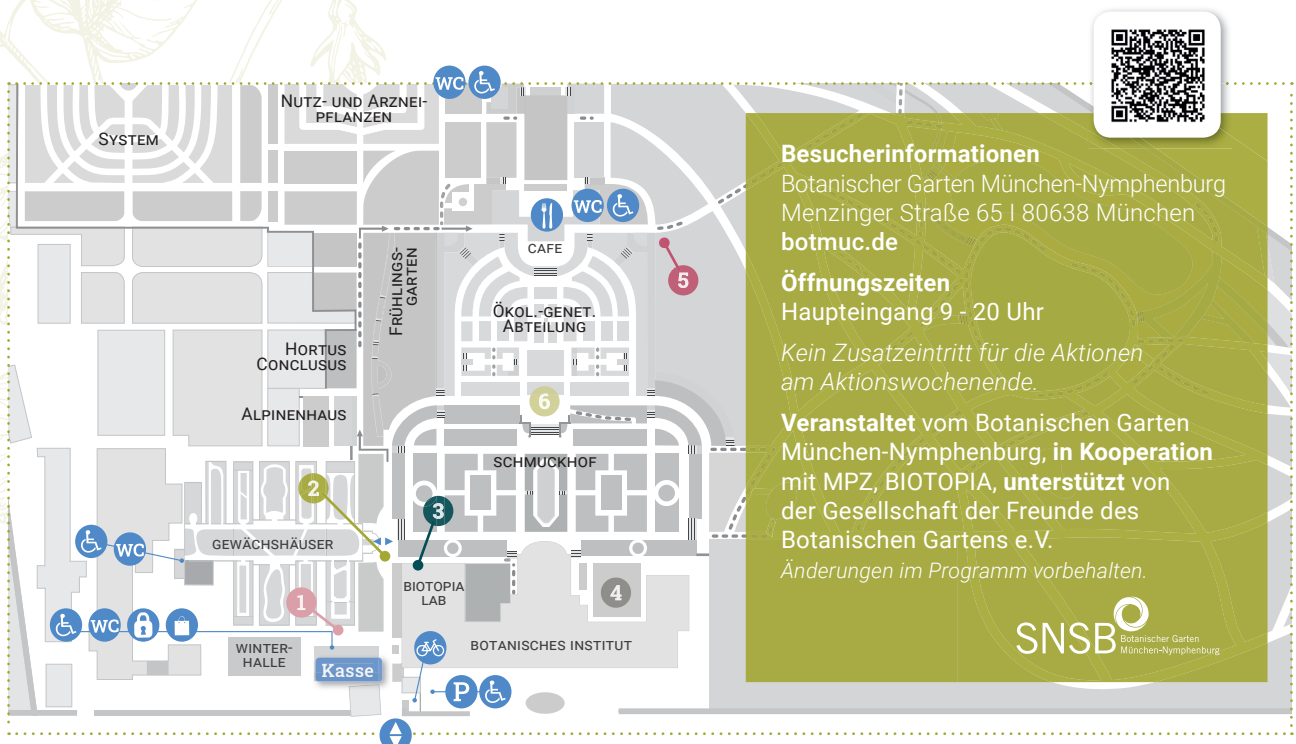 WC
NUTZ- UND ARZNEI-
PFLANZEN
SYSTEM
WC
CAFE
5
FRÜHLINGS-
GARTEN
ÖKOL.-GENET.
ABTEILUNG
HORTUS
CONCLUSUS
ALPINENHAUS
6
SCHMUCKHOF
2
3
GEWÄCHSHÄUSER
WC
BIOTOPIA
LAB
4
1
WC
WINTER-
HALLE
BOTANISCHES INSTITUT
Kasse
P
Besucherinformationen
Botanischer Garten München-Nymphenburg
Menzinger Straße 65 I 80638 München
botmuc.de
Öffnungszeiten
Haupteingang 9 - 20 Uhr
Kein Zusatzeintritt für die Aktionen
am Aktionswochenende.
Veranstaltet vom Botanischen Garten
München-Nymphenburg, in Kooperation
mit MPZ, BIOTOPIA, unterstützt von
der Gesellschaft der Freunde des
Botanischen Gartens e.V.
Änderungen im Programm vorbehalten.
SNSB
Botanischer Garten
München-Nymphenburg